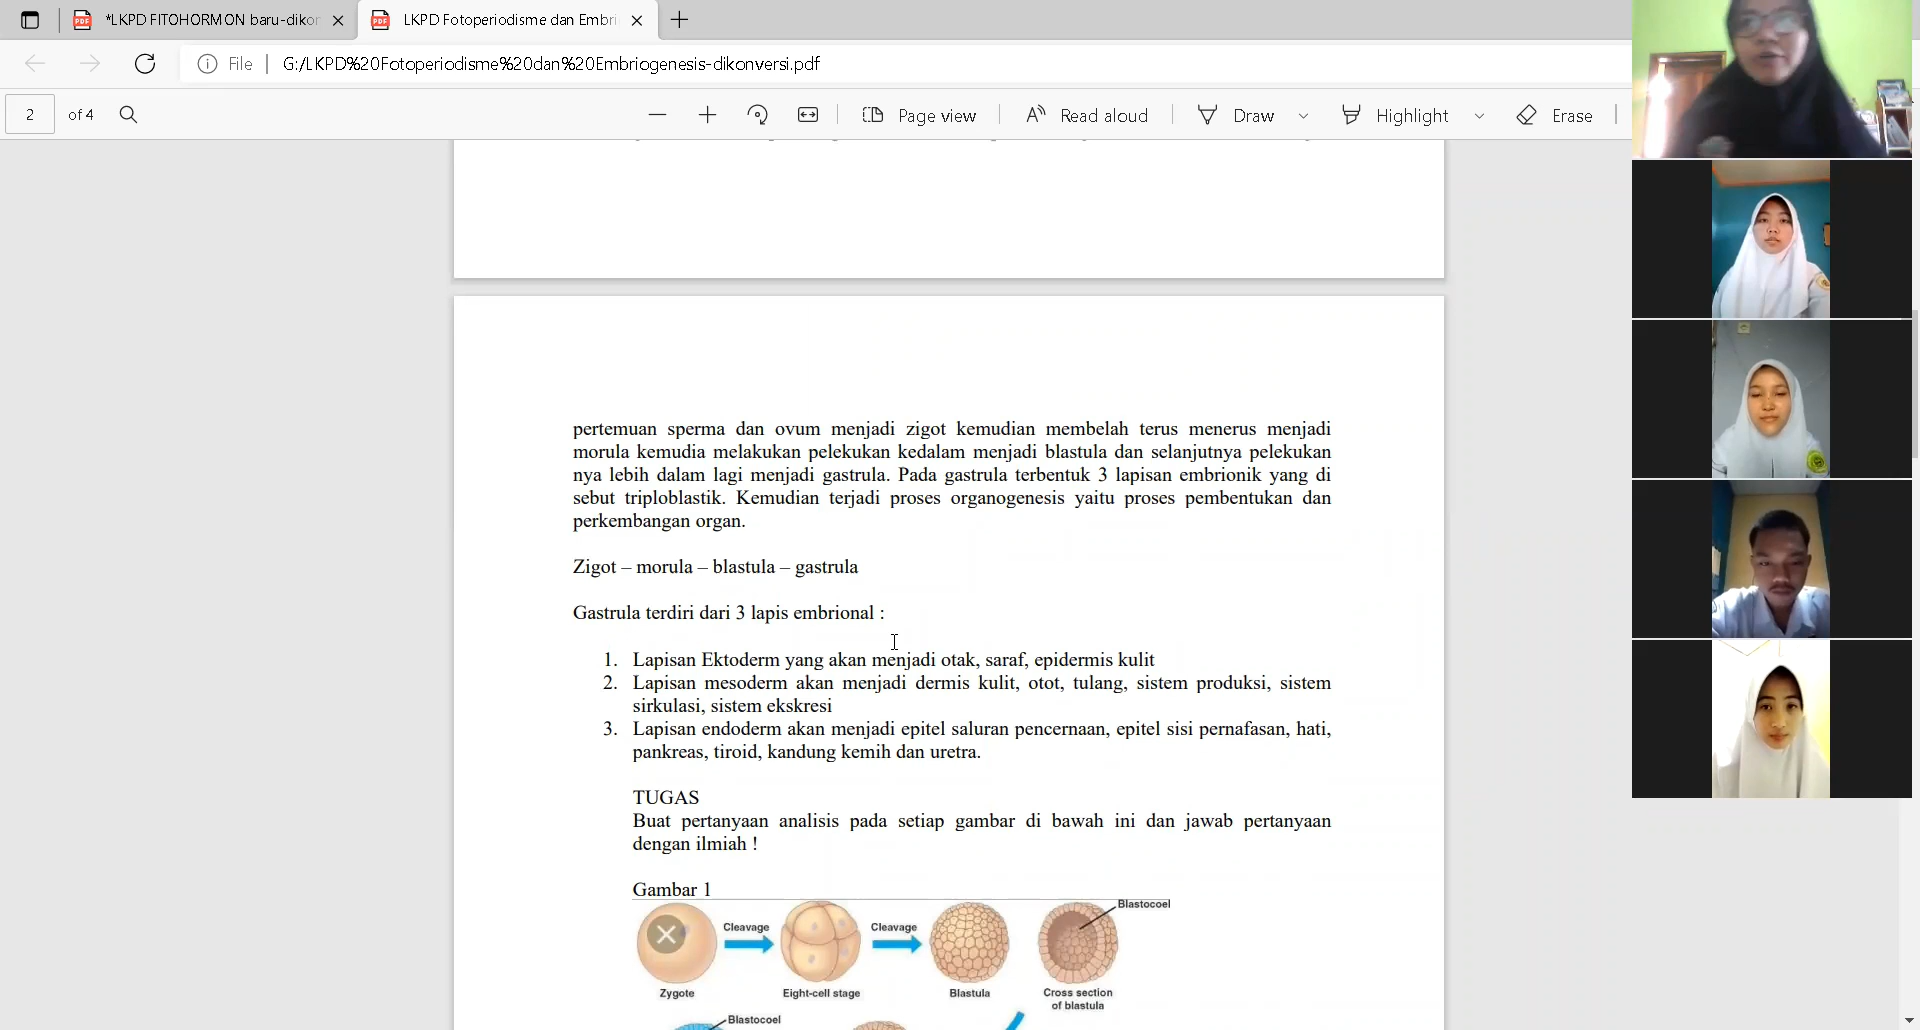 *LKPD FITOHORMON baru-dikor
LKPD Fotoperiodisme dan Embri
File
G:/LKPD%20Fotoperiodisme%20dan%20Embriogenesis-dikonversi.pdf
2 of 4
Page view
Read aloud
Draw
Highlight
Erase
pertemuan sperma dan ovum menjadi zigot kemudian membelah terus menerus menjadi
morula kemudia melakukan pelekukan kedalam menjadi blastula dan selanjutnya pelekukan
nya lebih dalam lagi menjadi gastrula. Pada gastrula terbentuk 3 lapisan embrionik yang di
sebut triploblastik. Kemudian terjadi proses organogenesis yaitu proses pembentukan dan
perkembangan organ.
Zigot – morula – blastula – gastrula
Gastrula terdiri dari 3 lapis embrional :
1. Lapisan Ektoderm yang akan menjadi otak, saraf, epidermis kulit
2. Lapisan mesoderm akan menjadi dermis kulit, otot, tulang, sistem produksi, sistem
sirkulasi, sistem ekskresi
3. Lapisan endoderm akan menjadi epitel saluran pencernaan, epitel sisi pernafasan, hati,
pankreas, tiroid, kandung kemih dan uretra.
TUGAS
Buat pertanyaan analisis pada setiap gambar di bawah ini dan jawab pertanyaan
dengan ilmiah !
Gambar 1
Blastocoel
Cleavage
Cleavage
Zygote
Eight-cell stage
Blastula
Cross section
of blastula
Blastocoel